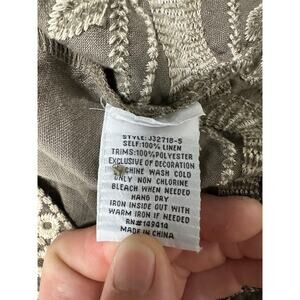 STYLE: J32718-S
SELF: 100% LINEN
TRIMS: 100% POLYESTER
EXCLUSIVE OF DECORATION
CHINE WASH COLD
ONLY NON CHLORINE
BLEACH WHEN NEEDED
HANG DRY
IRON INSIDE OUT WITH
WARM IRON IF NEEDED
RN#149414
MADE IN CHINA